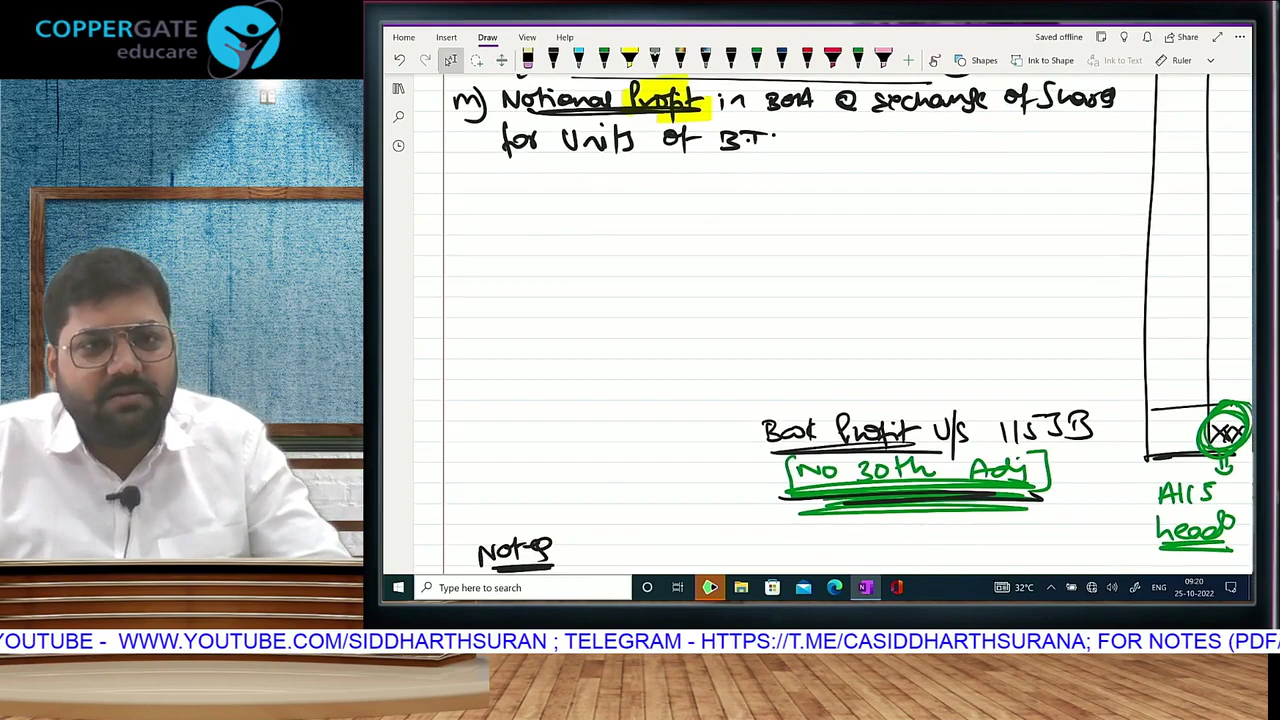 COPPERGATE
educare
Saved offline
Home Insert Draw View Help
Share
Shapes
Ink to Shape
Ink to Text
Ruler
m) Notional Profit in Book @ exchange of Shares
for Units of B.T.
Book Profit U/s 115JB
XXX
[No 30th Adj]
All 5
heads
Notes
Type here to search
32°C
ENG
09:20
25-10-2022
YOUTUBE - WWW.YOUTUBE.COM/SIDDHARTHSURAN ; TELEGRAM - HTTPS://T.ME/CASIDDHARTHSURANA; FOR NOTES (PDF/